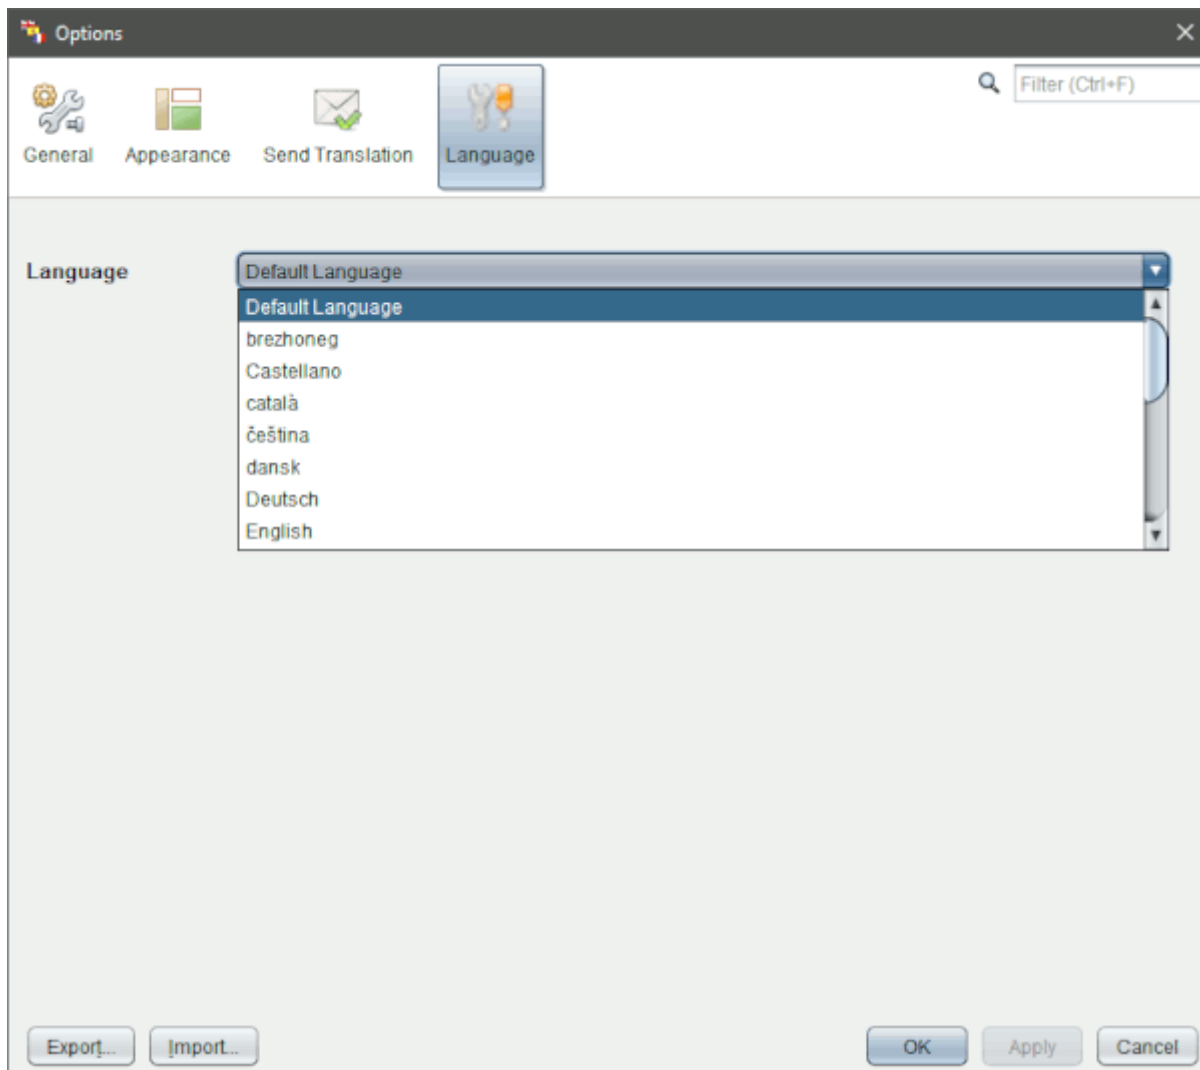 Options
Filter (Ctrl+F)
General Appearance Send Translation Language
Language Default Language
Default Language
brezhoneg
Castellano
català
čeština
dansk
Deutsch
English
Export... Import... OK Apply Cancel